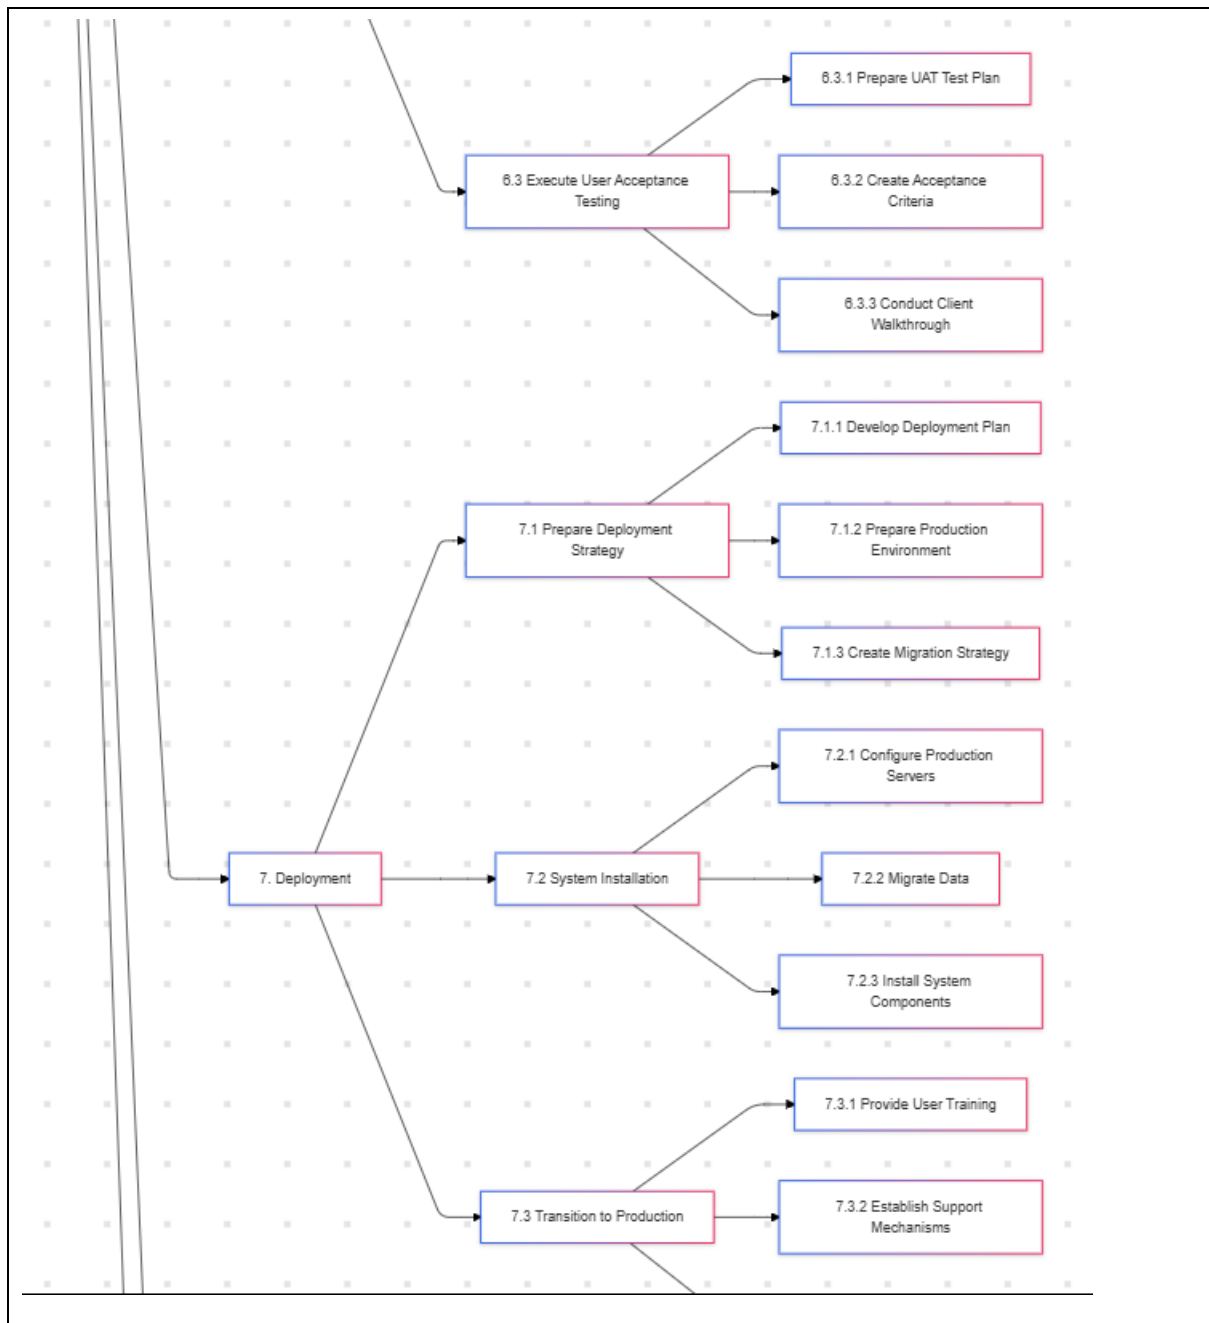 6.3.1 Prepare UAT Test Plan
6.3 Execute User Acceptance
Testing
6.3.2 Create Acceptance
Criteria
6.3.3 Conduct Client
Walkthrough
7.1.1 Develop Deployment Plan
7.1 Prepare Deployment
Strategy
7.1.2 Prepare Production
Environment
7.1.3 Create Migration Strategy
7.2.1 Configure Production
Servers
7. Deployment
7.2 System Installation
7.2.2 Migrate Data
7.2.3 Install System
Components
7.3.1 Provide User Training
7.3 Transition to Production
7.3.2 Establish Support
Mechanisms